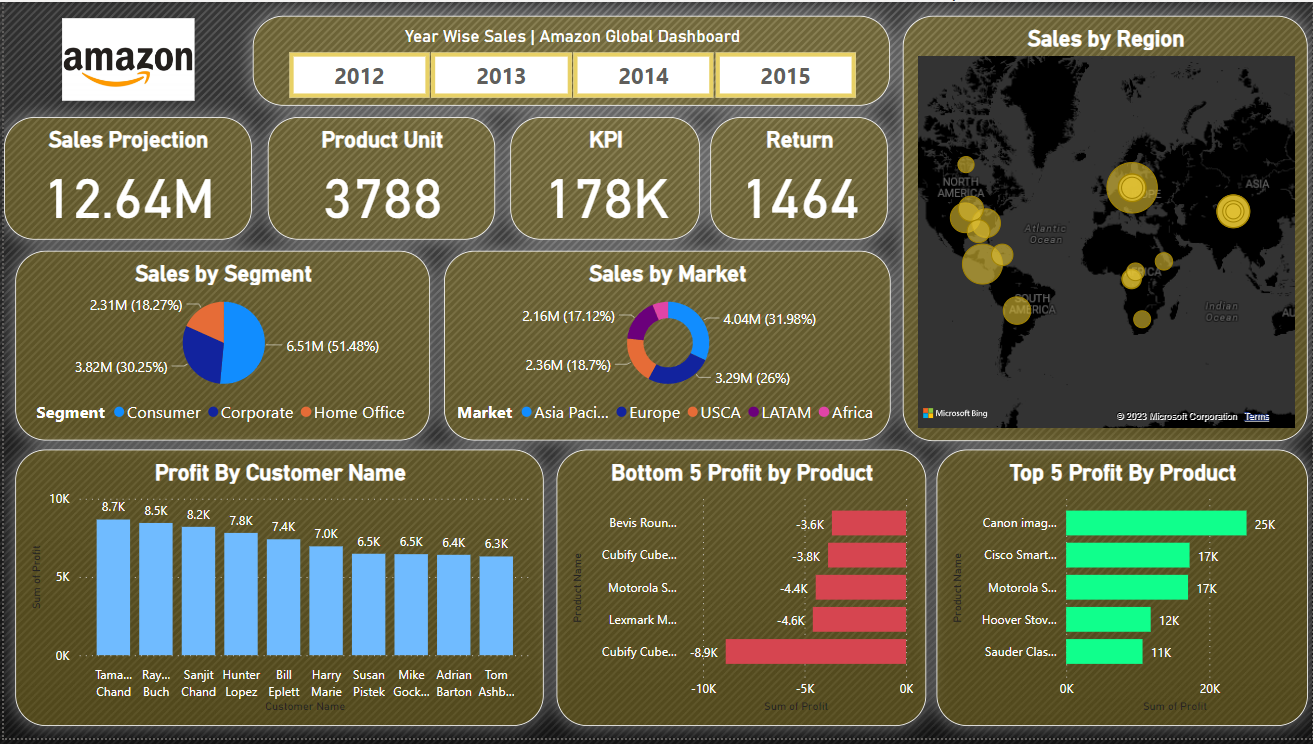 amazon
Year Wise Sales | Amazon Global Dashboard
2012 2013 2014 2015
Sales Projection
12.64M
Product Unit
3788
KPI
178K
Return
1464
Sales by Region
NORTH
AMERICA
Atlantic
Ocean
ASIA
SOUTH
AMERICA
Indian
Ocean
Microsoft Bing
© 2023 Microsoft Corporation Terms
Sales by Segment
2.31M (18.27%)
6.51M (51.48%)
3.82M (30.25%)
Segment Consumer Corporate Home Office
Sales by Market
2.16M (17.12%)
4.04M (31.98%)
2.36M (18.7%)
3.29M (26%)
Market Asia Paci... Europe USCA LATAM Africa
Profit By Customer Name
Sum of Profit
10K
5K
0K
8.7K 8.5K 8.2K 7.8K 7.4K 7.0K 6.5K 6.5K 6.4K 6.3K
Tama... Ray... Sanjit Hunter Bill Harry Susan Mike Adrian Tom
Chand Buch Chand Lopez Eplett Marie Pistek Gock... Barton Ashb...
Customer Name
Bottom 5 Profit by Product
Product Name
Bevis Roun... -3.6K
Cubify Cube... -3.8K
Motorola S... -4.4K
Lexmark M... -4.6K
Cubify Cube... -8.9K
-10K -5K 0K
Sum of Profit
Top 5 Profit By Product
Product Name
Canon imag... 25K
Cisco Smart... 17K
Motorola S... 17K
Hoover Stov... 12K
Sauder Clas... 11K
0K 20K
Sum of Profit